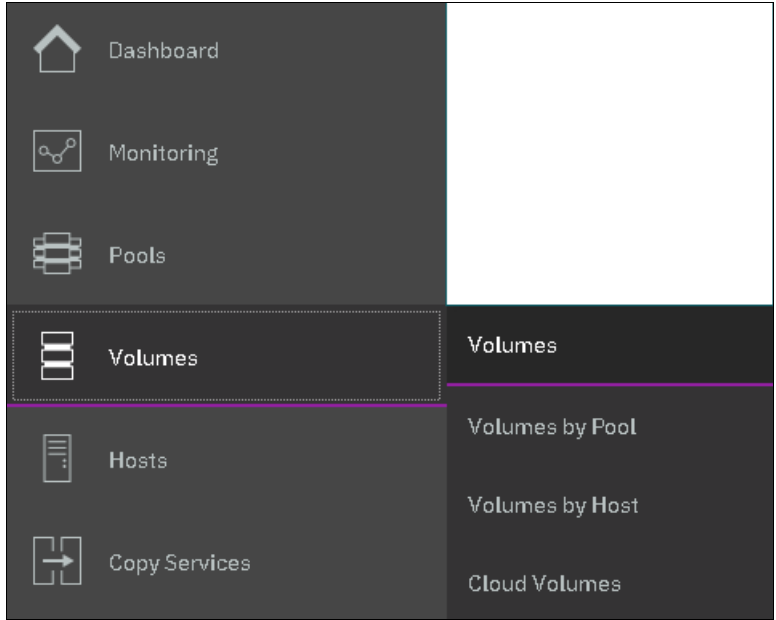 Dashboard
Monitoring
Pools
Volumes
Hosts
Copy Services
Volumes
Volumes by Pool
Volumes by Host
Cloud Volumes